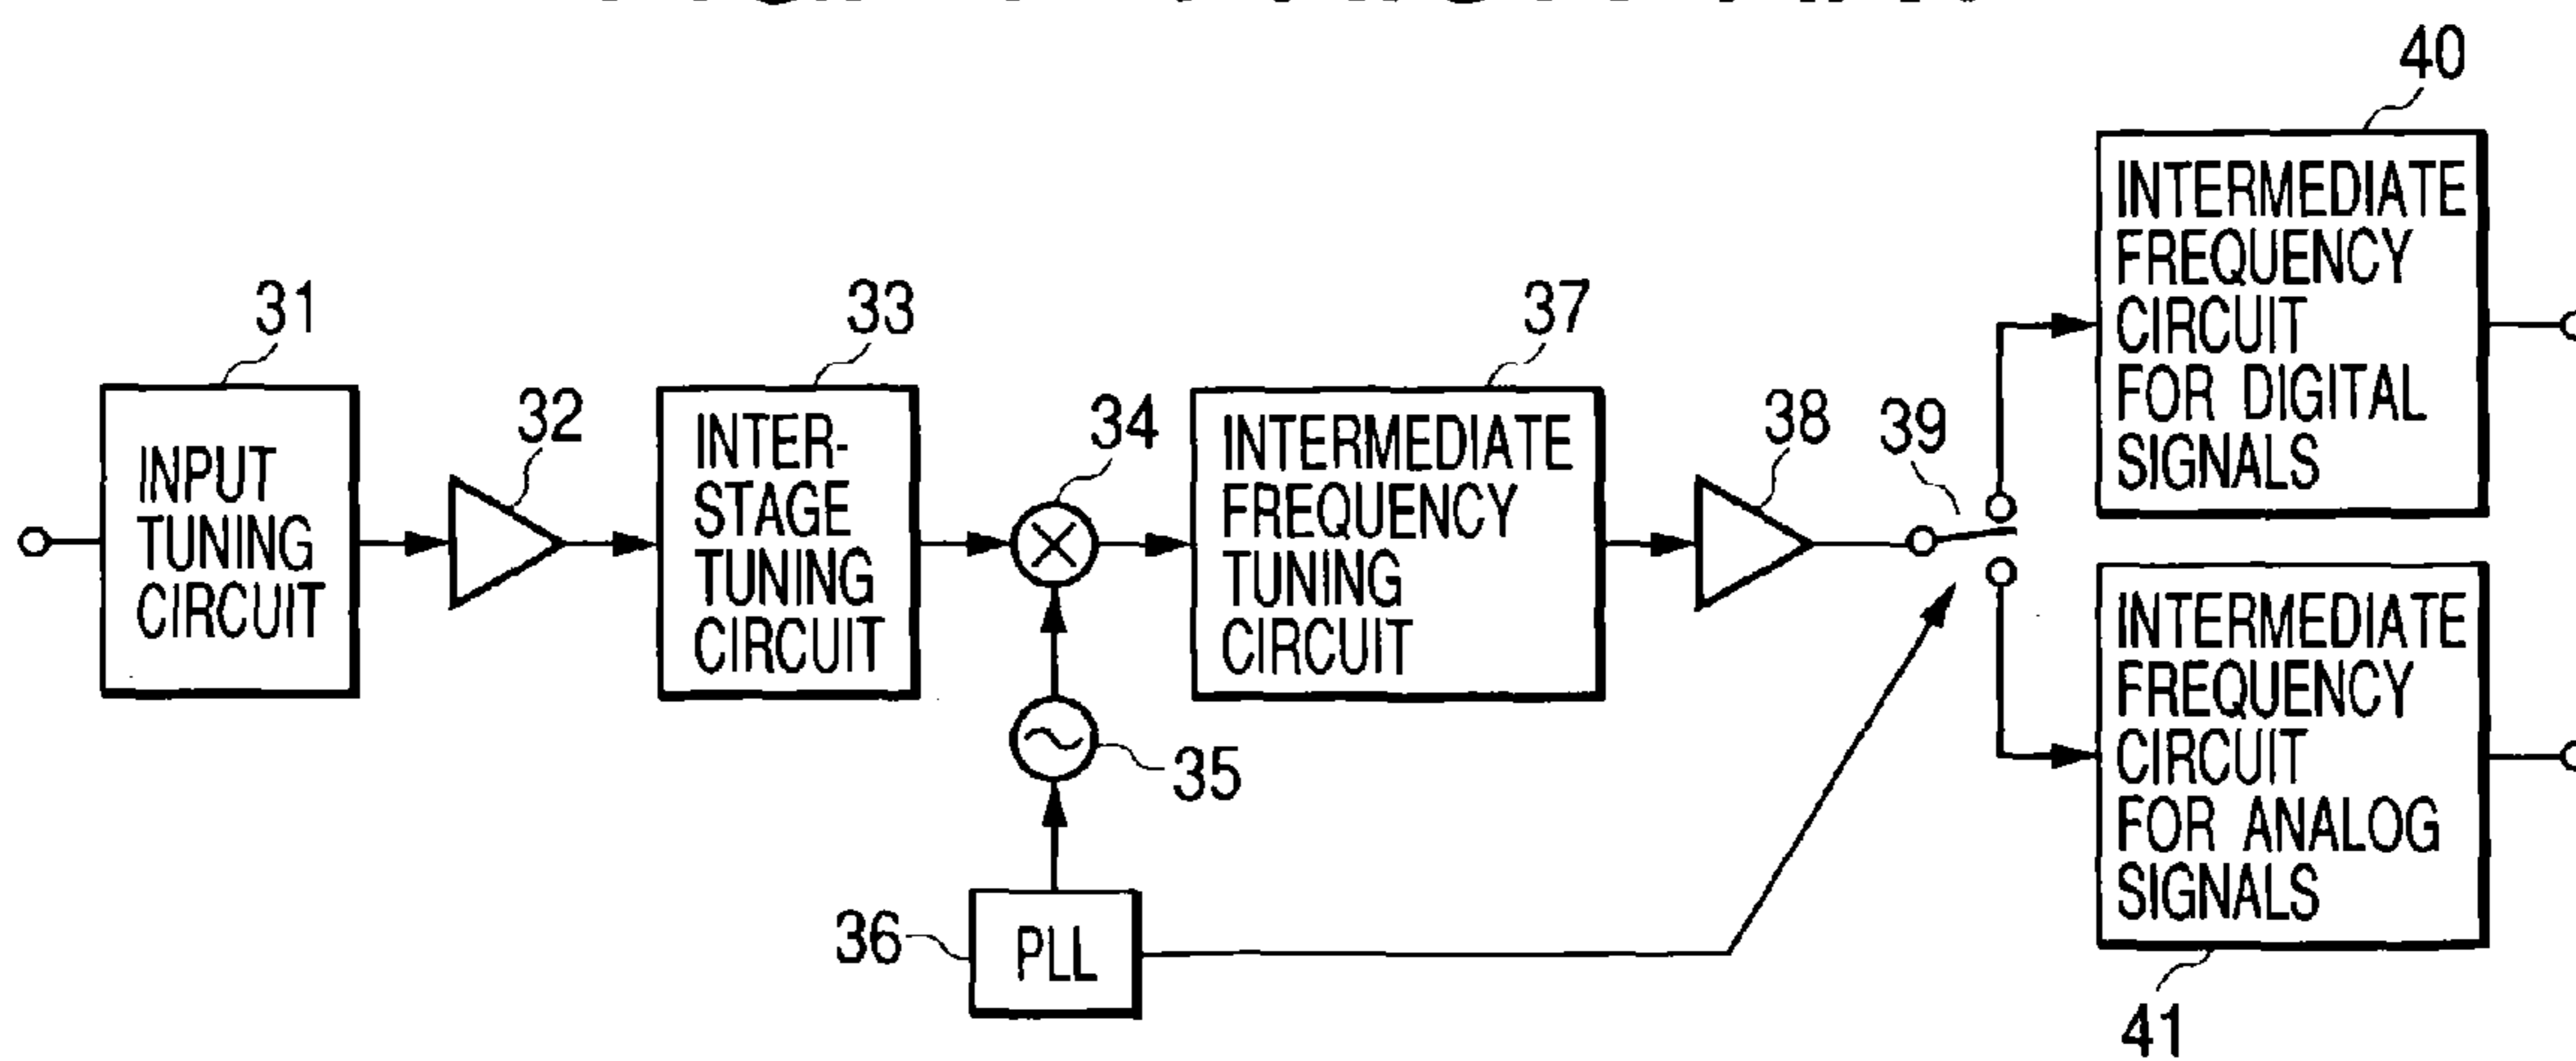 40
31
33
37
32
34
38
39
INPUT
TUNING
CIRCUIT
INTER-
STAGE
TUNING
CIRCUIT
INTERMEDIATE
FREQUENCY
TUNING
CIRCUIT
INTERMEDIATE
FREQUENCY
CIRCUIT
FOR DIGITAL
SIGNALS
35
36
PLL
INTERMEDIATE
FREQUENCY
CIRCUIT
FOR ANALOG
SIGNALS
41